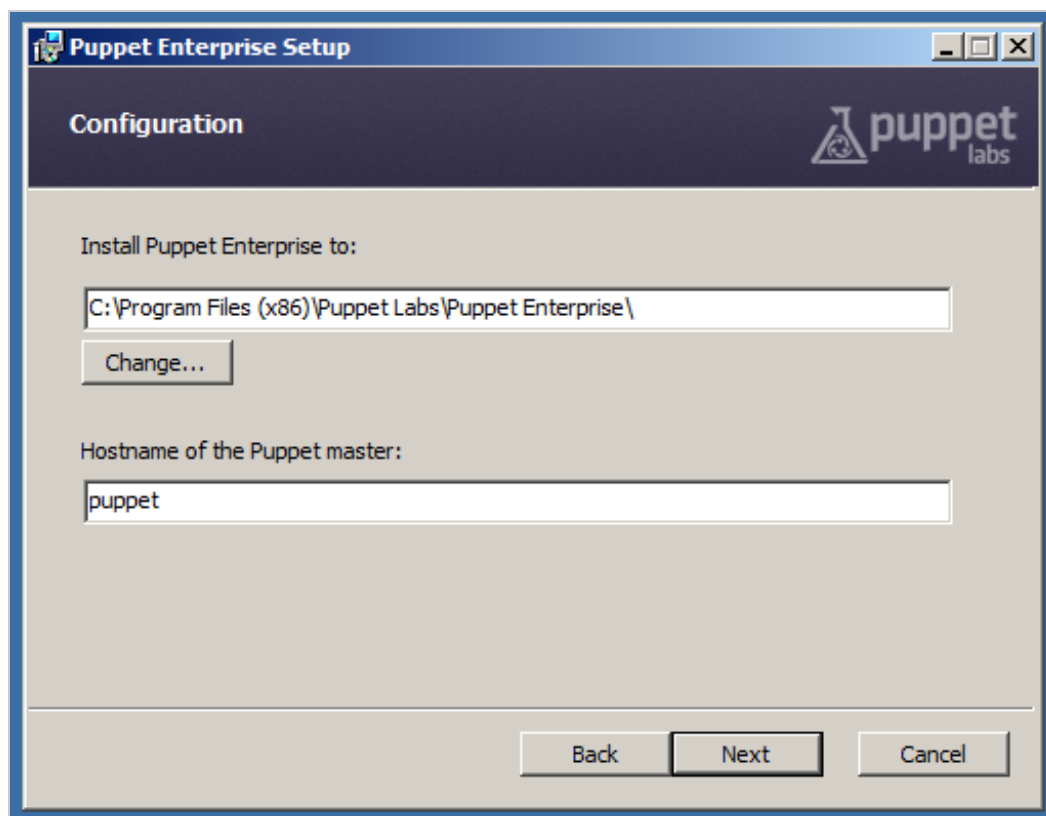 Puppet Enterprise Setup
Configuration
puppet
labs
Install Puppet Enterprise to:
C:\Program Files (x86)\Puppet Labs\Puppet Enterprise\
Change...
Hostname of the Puppet master:
puppet
Back Next Cancel